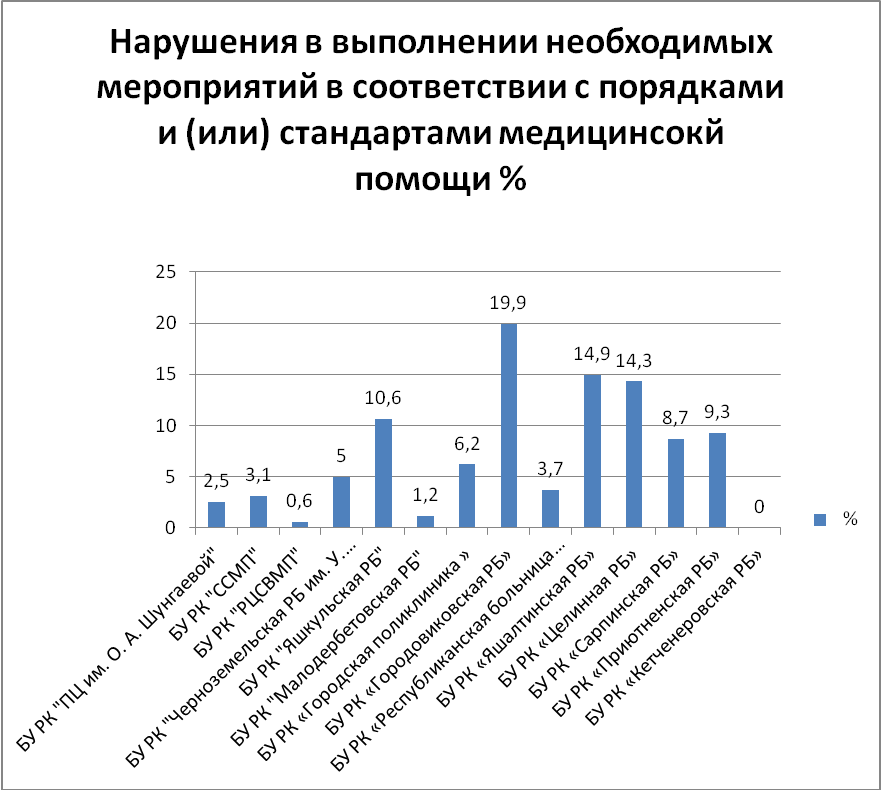 Нарушения в выполнении необходимых
мероприятий в соответствии с порядками
и (или) стандартами медицинсокй
помощи %
25
20
15
10
5
0
2,5
3,1
0,6
5
10,6
1,2
6,2
19,9
3,7
14,9
14,3
8,7
9,3
0
%
БУ РК "ПЦ им. О. А. Шунгаевой"
БУ РК "ССМП"
БУ РК "РЦСВМП"
БУ РК "Черноземельская РБ им. У....
БУ РК "Яшкульская РБ"
БУ РК "Малодербетовская РБ"
БУ РК «Городская поликлиника »
БУ РК «Городовиковская РБ»
БУ РК «Республиканская больница...
БУ РК «Яшалтинская РБ»
БУ РК «Целинная РБ»
БУ РК «Сарпинская РБ»
БУ РК «Приютненская РБ»
БУ РК «Кетченеровская РБ»